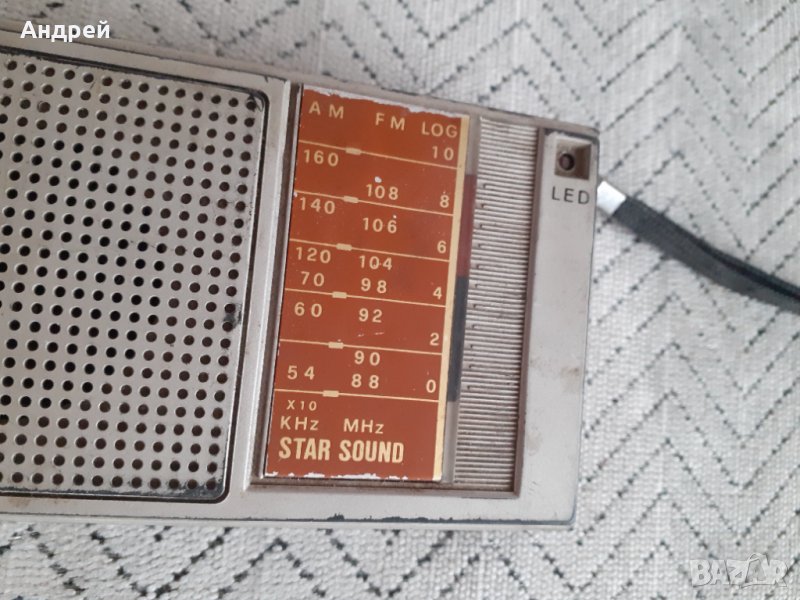 Андрей
AM FM LOG
160 10
108 8
140
106 6
120 104
70 98 4
60 92
2
90
54 88 0
X10
KHz MHz
STAR SOUND
LED
BAZAR